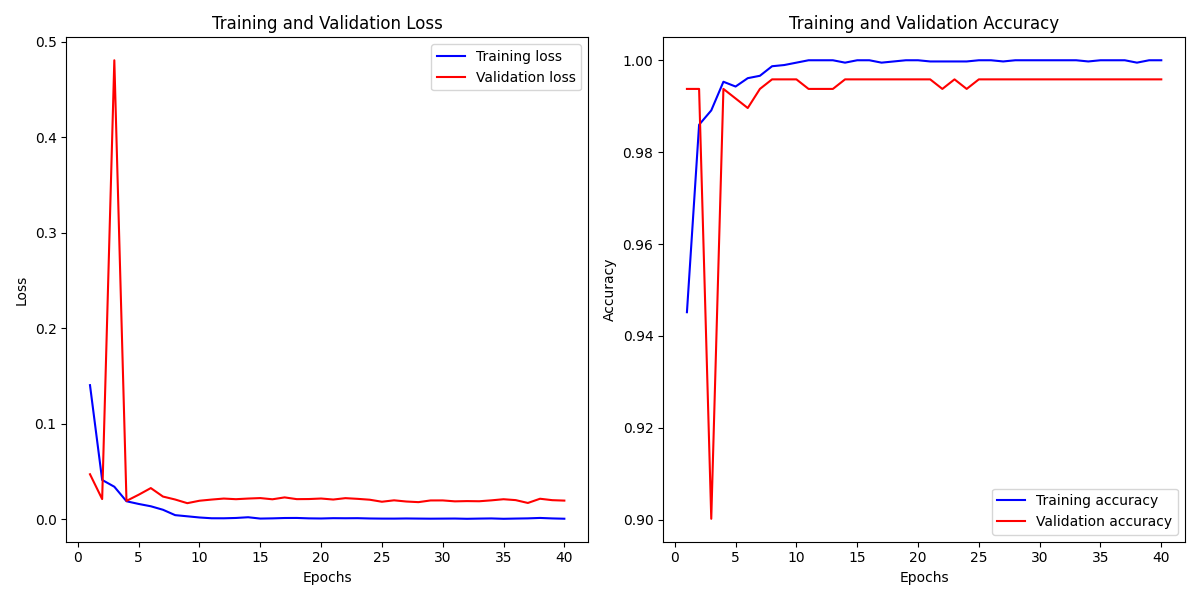 Training and Validation Loss
Training loss
Validation loss
0.5
0.4
0.3
0.2
0.1
0.0
Loss
0 5 10 15 20 25 30 35 40
Epochs
Training and Validation Accuracy
1.00
0.98
0.96
0.94
0.92
0.90
Accuracy
Training accuracy
Validation accuracy
0 5 10 15 20 25 30 35 40
Epochs